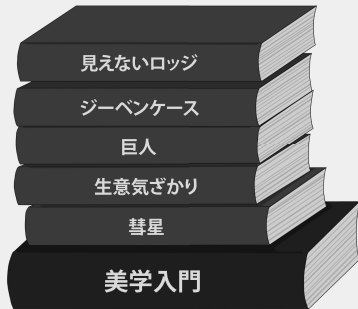 見えないロッジ
ジーベンケース
巨人
生意気ざかり
彗星
美学入門